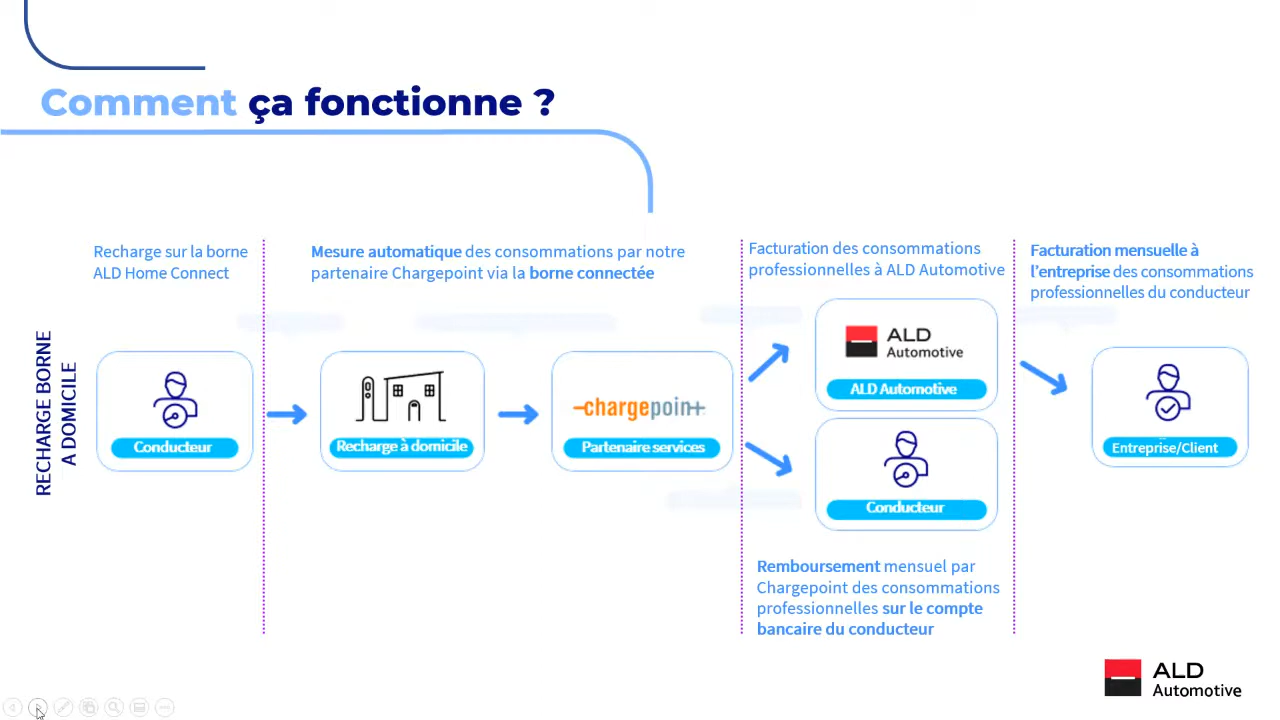 Comment ça fonctionne ?
Recharge sur la borne
ALD Home Connect
Mesure automatique des consommations par notre
partenaire Chargepoint via la borne connectée
Facturation des consommations
professionnelles à ALD Automotive
Facturation mensuelle à
l'entreprise des consommations
professionnelles du conducteur
RECHARGE BORNE
A DOMICILE
Conducteur
Recharge à domicile
-chargepoin+
Partenaire services
ALD
Automotive
ALD Automotive
Conducteur
Entreprise/Client
Remboursement mensuel par
Chargepoint des consommations
professionnelles sur le compte
bancaire du conducteur
ALD
Automotive